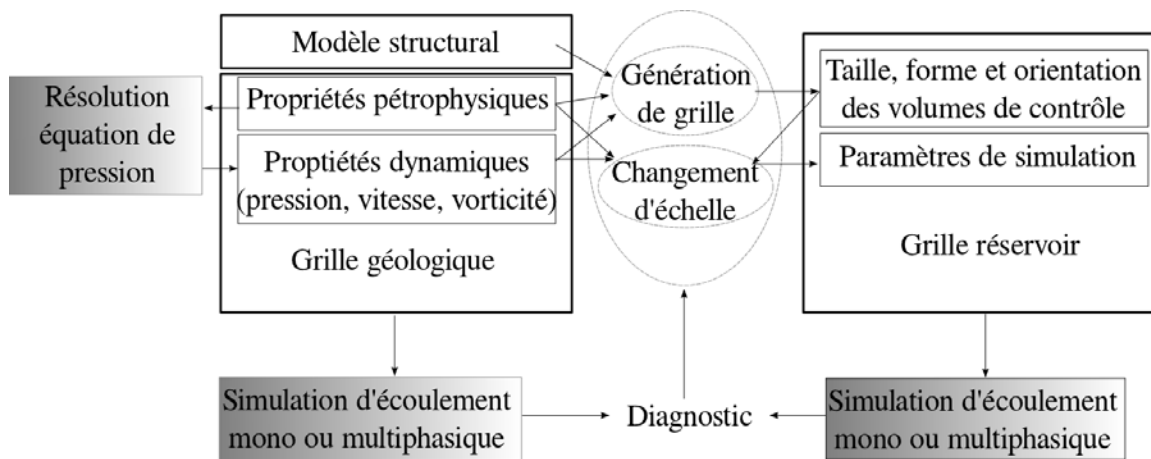 Modèle structural
Résolution
équation de
pression
Propriétés pétrophysiques
Proptiétés dynamiques
(pression, vitesse, vorticité)
Grille géologique
Génération
de grille
Changement
d'échelle
Taille, forme et orientation
des volumes de contrôle
Paramètres de simulation
Grille réservoir
Simulation d'écoulement
mono ou multiphasique
Diagnostic
Simulation d'écoulement
mono ou multiphasique